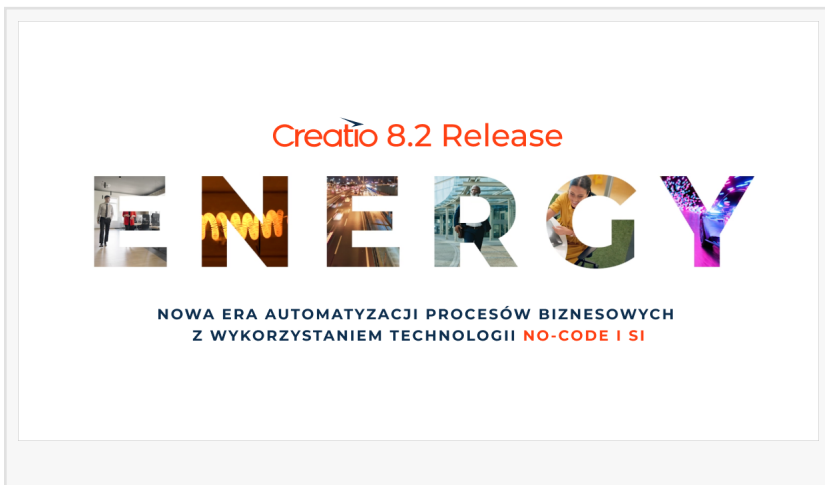 Creatio 8.2 Release
ENERGY
NOWA ERA AUTOMATYZACJI PROCESÓW BIZNESOWYCH
Z WYKORZYSTANIEM TECHNOLOGII NO-CODE I SI